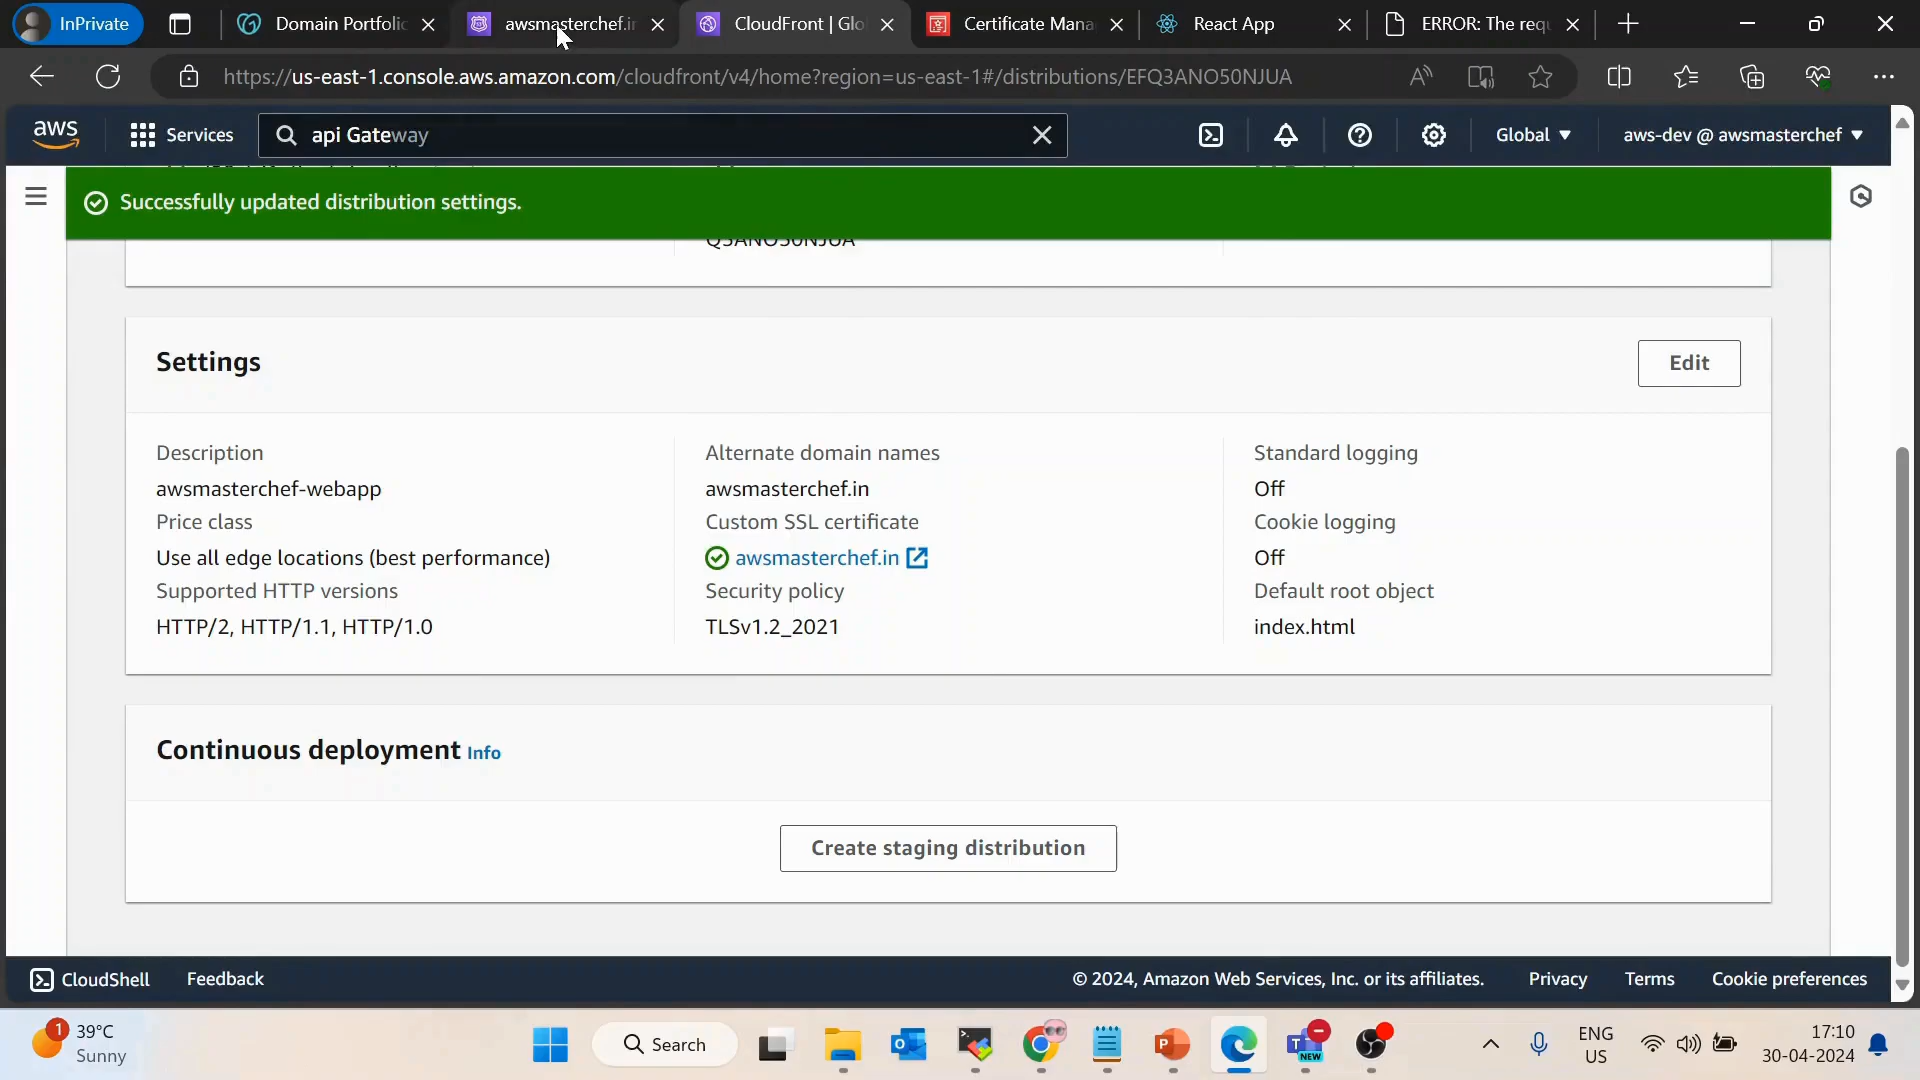 InPrivate
Domain Portfolio
awsmasterchef.in
CloudFront | Glo
Certificate Mana
React App
ERROR: The requ
https://us-east-1.console.aws.amazon.com/cloudfront/v4/home?region=us-east-1#/distributions/EFQ3ANO50NJUA
aws
Services
api Gateway
Global
aws-dev @ awsmasterchef
Successfully updated distribution settings.
Q3ANO50NJUA
Settings
Edit
Description
awsmasterchef-webapp
Price class
Use all edge locations (best performance)
Supported HTTP versions
HTTP/2, HTTP/1.1, HTTP/1.0
Alternate domain names
awsmasterchef.in
Custom SSL certificate
awsmasterchef.in
Security policy
TLSv1.2_2021
Standard logging
Off
Cookie logging
Off
Default root object
index.html
Continuous deployment Info
Create staging distribution
CloudShell
Feedback
© 2024, Amazon Web Services, Inc. or its affiliates.
Privacy
Terms
Cookie preferences
1
39°C
Sunny
Search
NEW
ENG
US
17:10
30-04-2024